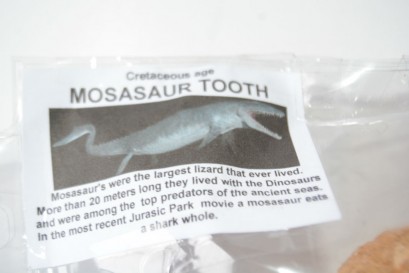 Cretaceous age
MOSASAUR TOOTH
Mosasaur's were the largest lizard that ever lived.
More than 20 meters long they lived with the Dinosaurs
and were among the top predators of the ancient seas.
In the most recent Jurasic Park movie a mosasaur eats
a shark whole.